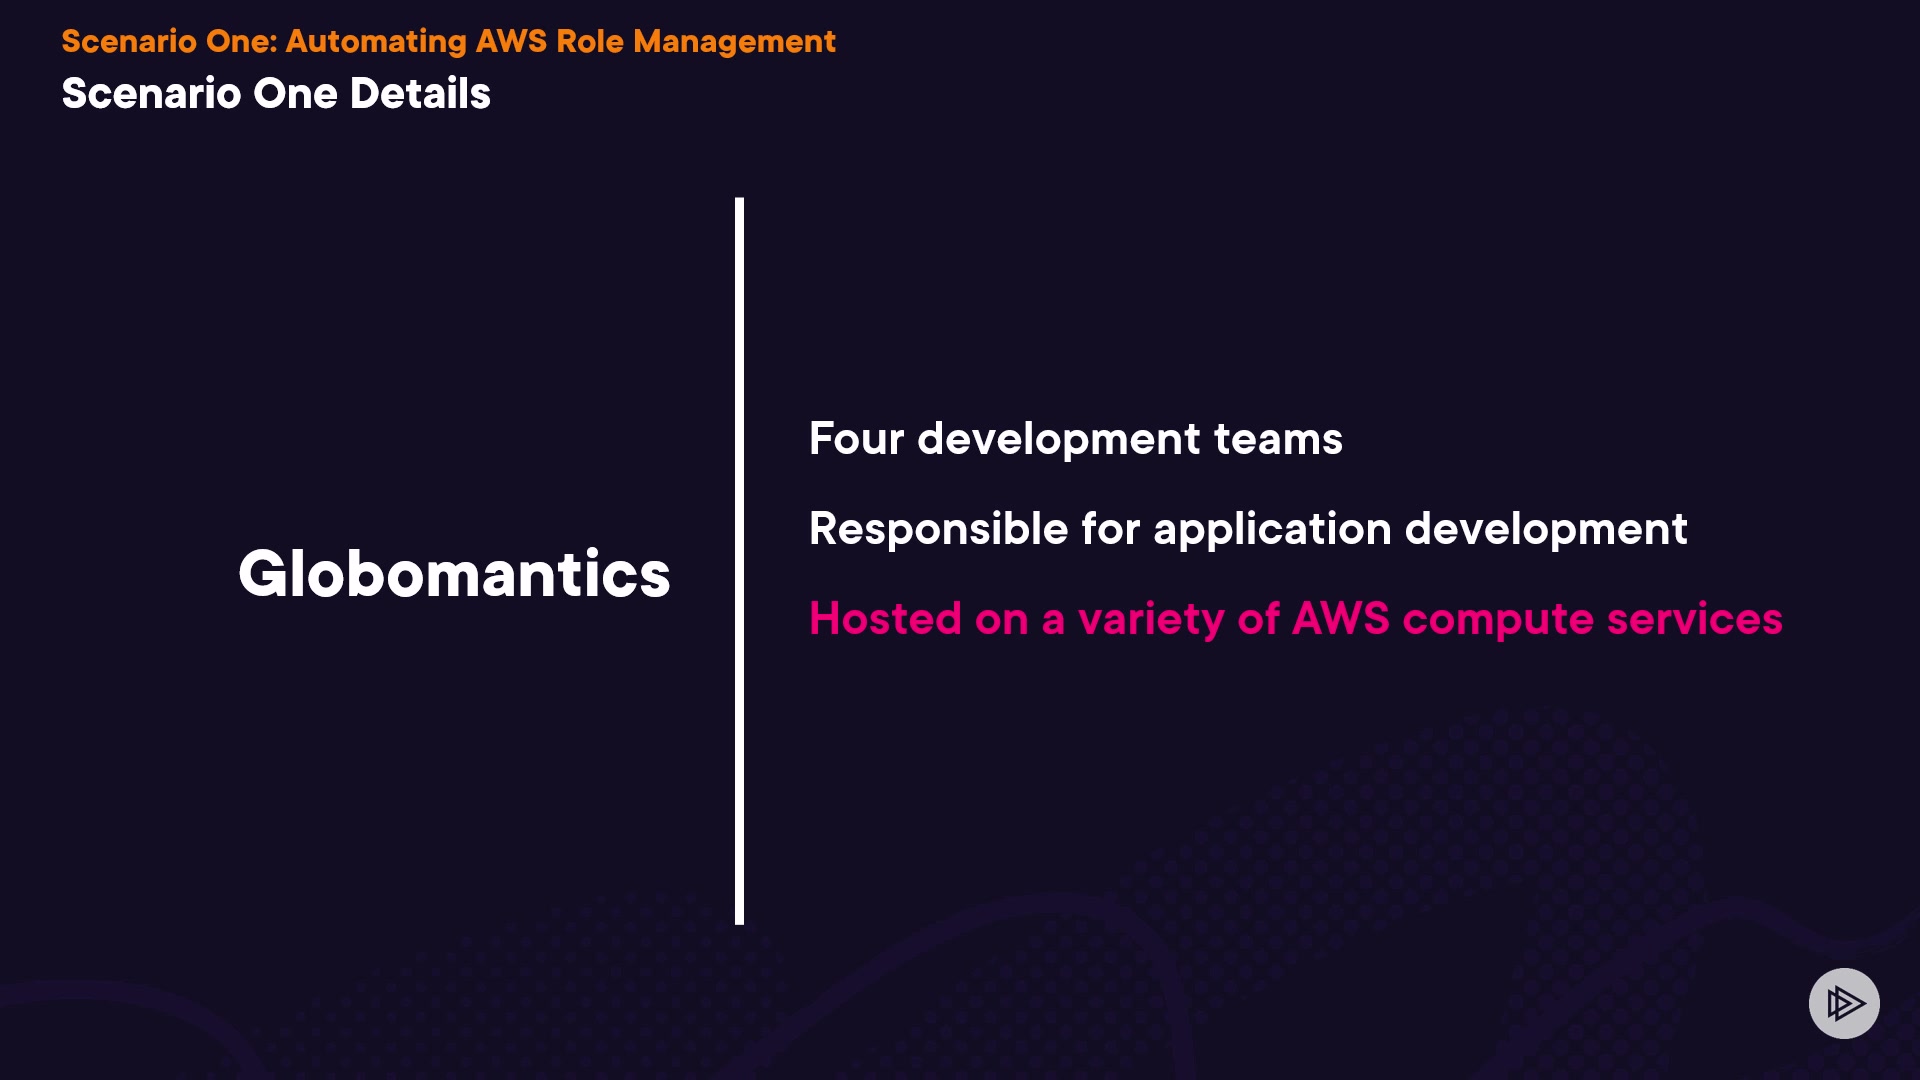 Scenario One: Automating AWS Role Management
Scenario One Details
Globomantics
Four development teams
Responsible for application development
Hosted on a variety of AWS compute services